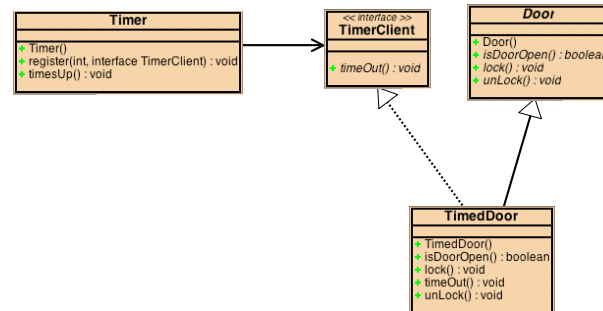 Timer
+ Timer()
+ register(int, interface TimerClient) : void
+ timesUp() : void
<< interface >>
TimerClient
+ timeOut() : void
Door
+ Door()
+ isDoorOpen() : boolean
+ lock() : void
+ unLock() : void
TimedDoor
+ TimedDoor()
+ isDoorOpen() : boolean
+ lock() : void
+ timeOut() : void
+ unLock() : void